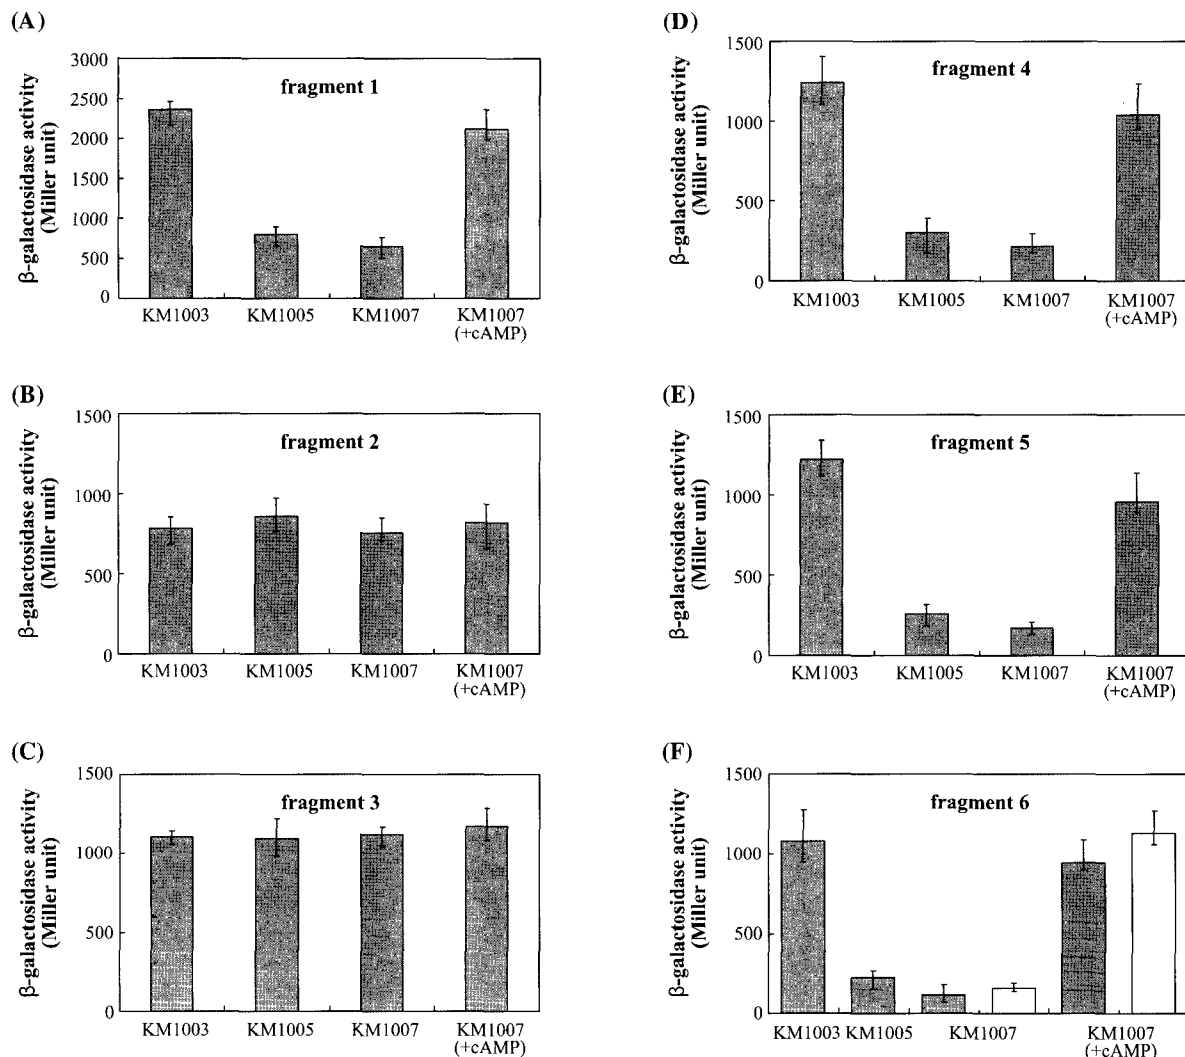 (A)
β-galactosidase activity
(Miller unit)
3000
2500
2000
1500
1000
500
0
fragment 1
KM1003
KM1005
KM1007
KM1007
(+cAMP)
(B)
β-galactosidase activity
(Miller unit)
1500
1000
500
0
fragment 2
KM1003
KM1005
KM1007
KM1007
(+cAMP)
(C)
β-galactosidase activity
(Miller unit)
1500
1000
500
0
fragment 3
KM1003
KM1005
KM1007
KM1007
(+cAMP)
(D)
β-galactosidase activity
(Miller unit)
1500
1000
500
0
fragment 4
KM1003
KM1005
KM1007
KM1007
(+cAMP)
(E)
β-galactosidase activity
(Miller unit)
1500
1000
500
0
fragment 5
KM1003
KM1005
KM1007
KM1007
(+cAMP)
(F)
β-galactosidase activity
(Miller unit)
1500
1000
500
0
fragment 6
KM1003
KM1005
KM1007
KM1007
(+cAMP)